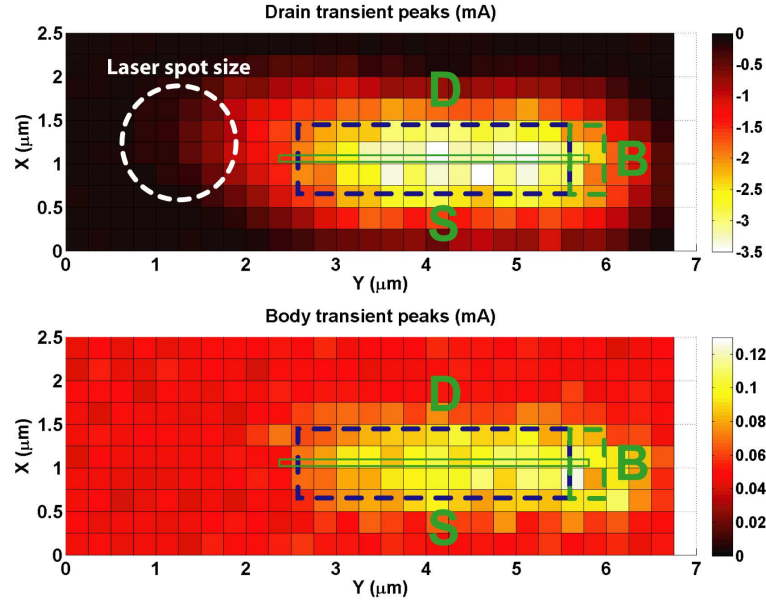 Drain transient peaks (mA)
2.5
2
1.5
1
0.5
0
X (μm)
Laser spot size
D
B
S
0 1 2 3 4 5 6 7
Y (μm)
0
-0.5
-1
-1.5
-2
-2.5
-3
-3.5
Body transient peaks (mA)
2.5
2
1.5
1
0.5
0
X (μm)
D
B
S
0 1 2 3 4 5 6 7
Y (μm)
0.12
0.1
0.08
0.06
0.04
0.02
0